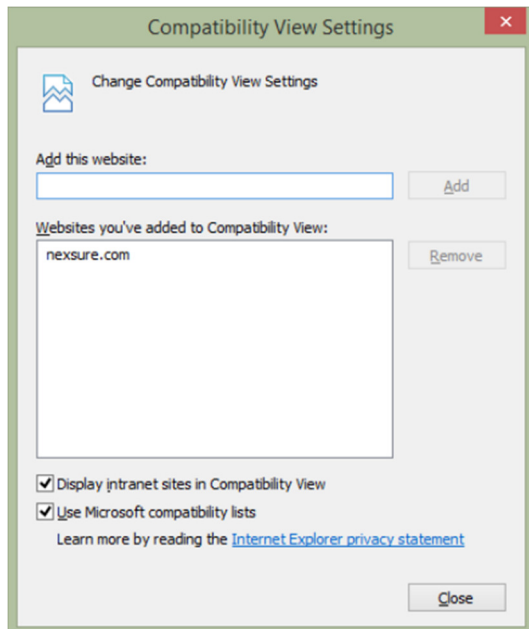 Compatibility View Settings
Change Compatibility View Settings
Add this website:
Add
Websites you've added to Compatibility View:
nexsure.com
Remove
Display intranet sites in Compatibility View
Use Microsoft compatibility lists
Learn more by reading the Internet Explorer privacy statement
Close